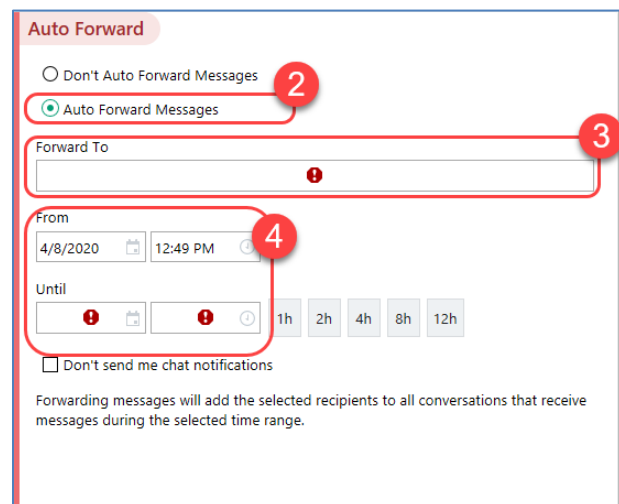 Auto Forward
Don't Auto Forward Messages
2
Auto Forward Messages
3
Forward To
From
4
4/8/2020 12:49 PM
Until
1h 2h 4h 8h 12h
Don't send me chat notifications
Forwarding messages will add the selected recipients to all conversations that receive
messages during the selected time range.